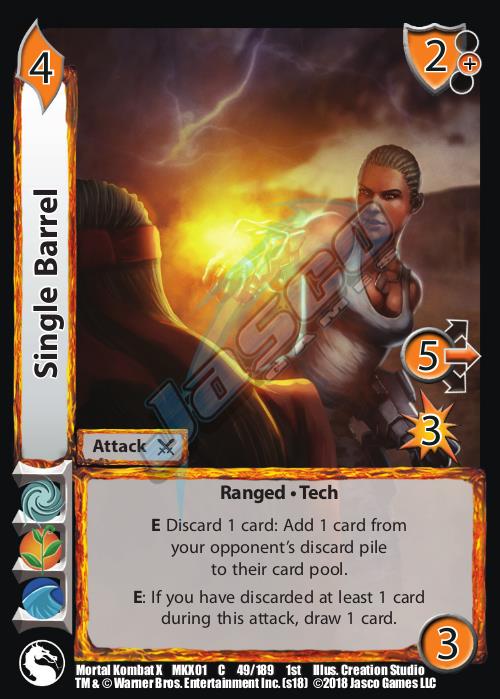 4
2
+
Single Barrel
5
3
Attack
Ranged • Tech
E Discard 1 card: Add 1 card from
your opponent's discard pile
to their card pool.
E: If you have discarded at least 1 card
during this attack, draw 1 card.
3
Mortal Kombat X MKX01 C 49/189 1st Illus. Creation Studio
TM & © Warner Bros. Entertainment Inc. (s18) ©2018 Jasco Games LLC
Jasco
GAMES